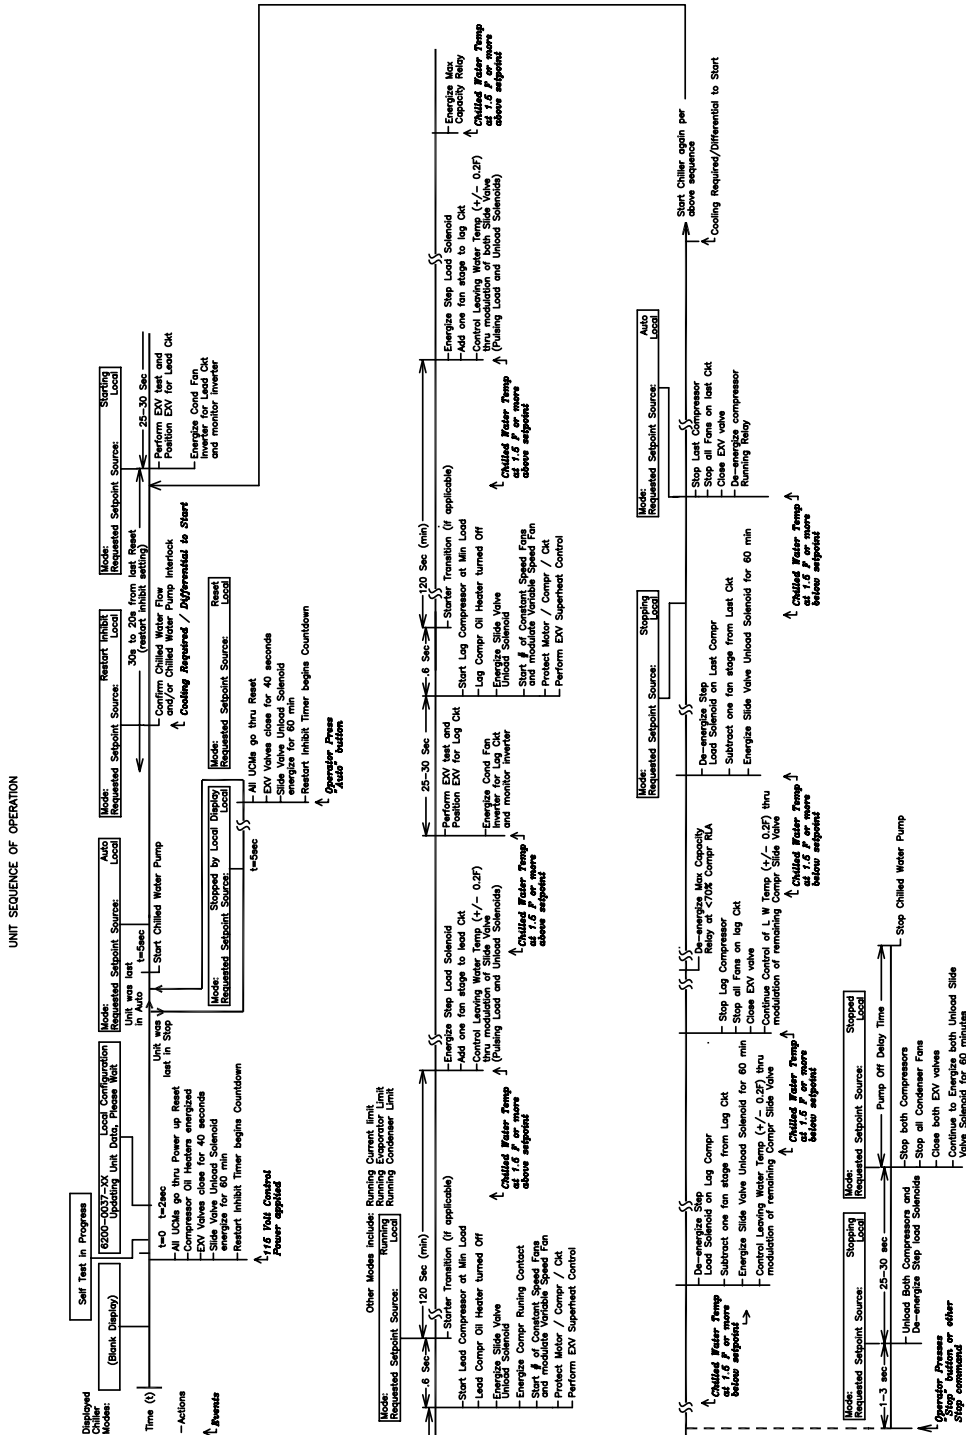 UNIT SEQUENCE OF OPERATION
Displayed
Chiller
Modes:
(Blank Display)
Self Test in Progress
6200-0037-XX Local Configuration
Updating Unit Data, Please Wait
Mode: Auto
Requested Setpoint Source: Local
Mode: Restart Inhibit
Requested Setpoint Source: Local
Mode: Starting
Requested Setpoint Source: Local
Time (t)
t=0 t=2sec
Unit was last
in Auto
t=5sec
Unit was
last in Stop
30s to 20s from last Reset
(restart inhibit setting)
25-30 Sec
Actions
Events
All UCMs go thru Power up Reset
Compressor Oil Heaters energized
EXV Valves close for 40 seconds
Slide Valve Unload Solenoid
energize for 60 min
Restart Inhibit Timer begins Countdown
115 Volt Control
Power applied
Start Chilled Water Pump
Confirm Chilled Water Flow
and/or Chilled Water Pump Interlock
Cooling Required / Differential to Start
Perform EXV test and
Position EXV for Lead Ckt
Energize Cond Fan
Inverter for Lead Ckt
and monitor inverter
Mode: Stopped by Local Display
Requested Setpoint Source: Local
Mode: Reset
Requested Setpoint Source: Local
t=5sec
All UCMs go thru Reset
EXV Valves close for 40 seconds
Slide Valve Unload Solenoid
energize for 60 min
Restart Inhibit Timer begins Countdown
Operator Press
"Auto" button
Other Modes Include: Running Current limit
Running Evaporator Limit
Running Condenser Limit
Mode: Running
Requested Setpoint Source: Local
.6 Sec
120 Sec (min)
25-30 Sec
.6 Sec
120 Sec (min)
Starter Transition (if applicable)
Start Lead Compressor at Min Load
Lead Compr Oil Heater turned Off
Energize Slide Valve
Unload Solenoid
Energize Compr Runing Contact
Start # of Constant Speed Fans
and modulate Variable Speed Fan
Protect Motor / Compr / Ckt
Perform EXV Superheat Control
Chilled Water Temp
at 1.5 F or more
above setpoint
Energize Step Load Solenoid
Add one fan stage to lead Ckt
Control Leaving Water Temp (+/- 0.2F)
thru modulation of Slide Valve
(Pulsing Load and Unload Solenoids)
Chilled Water Temp
at 1.5 F or more
above setpoint
Perform EXV test and
Position EXV for Lag Ckt
Energize Cond Fan
Inverter for Lag Ckt
and monitor inverter
Starter Transition (if applicable)
Start Lag Compressor at Min Load
Lag Compr Oil Heater turned Off
Energize Slide Valve
Unload Solenoid
Start # of Constant Speed Fans
and modulate Variable Speed Fan
Protect Motor / Compr / Ckt
Perform EXV Superheat Control
Chilled Water Temp
at 1.5 F or more
above setpoint
Energize Step Load Solenoid
Add one fan stage to lag Ckt
Control Leaving Water Temp (+/- 0.2F)
thru modulation of both Slide Valve
(Pulsing Load and Unload Solenoids)
Energize Max
Capacity Relay
Chilled Water Temp
at 1.5 F or more
above setpoint
Chilled Water Temp
at 1.5 F or more
below setpoint
De-energize Step
Load Solenoid on Lag Compr
Subtract one fan stage from Lag Ckt
Energize Slide Valve Unload Solenoid for 60 min
Control Leaving Water Temp (+/- 0.2F) thru
modulation of remaining Compr Slide Valve
Chilled Water Temp
at 1.5 F or more
below setpoint
De-energize Max Capacity
Relay at <70% Compr RLA
Stop Lag Compressor
Stop all Fans on lag Ckt
Close EXV valve
Continue Control of L W Temp (+/- 0.2F) thru
modulation of remaining Compr Slide Valve
Chilled Water Temp
at 1.5 F or more
below setpoint
Mode: Stopping
Requested Setpoint Source: Local
De-energize Step
Load Solenoid on Last Compr
Subtract one fan stage from Last Ckt
Energize Slide Valve Unload Solenoid for 60 min
Chilled Water Temp
at 1.5 F or more
below setpoint
Mode: Auto
Requested Setpoint Source: Local
Stop Last Compressor
Stop all Fans on last Ckt
Close EXV valve
De-energize compressor
Running Relay
Start Chiller again per
above sequence
Cooling Required/Differential to Start
Mode: Stopping
Requested Setpoint Source: Local
Mode: Stopped
Requested Setpoint Source: Local
1-3 sec
25-30 sec
Pump Off Delay Time
Operator Presses
"Stop" button or other
Stop command
Unload Both Compressors and
De-energize Step load Solenoids
Stop both Compressors
Stop all Condenser Fans
Close both EXV valves
Continue to Energize both Unload Slide
Valve Solenoid for 60 minutes
Stop Chilled Water Pump